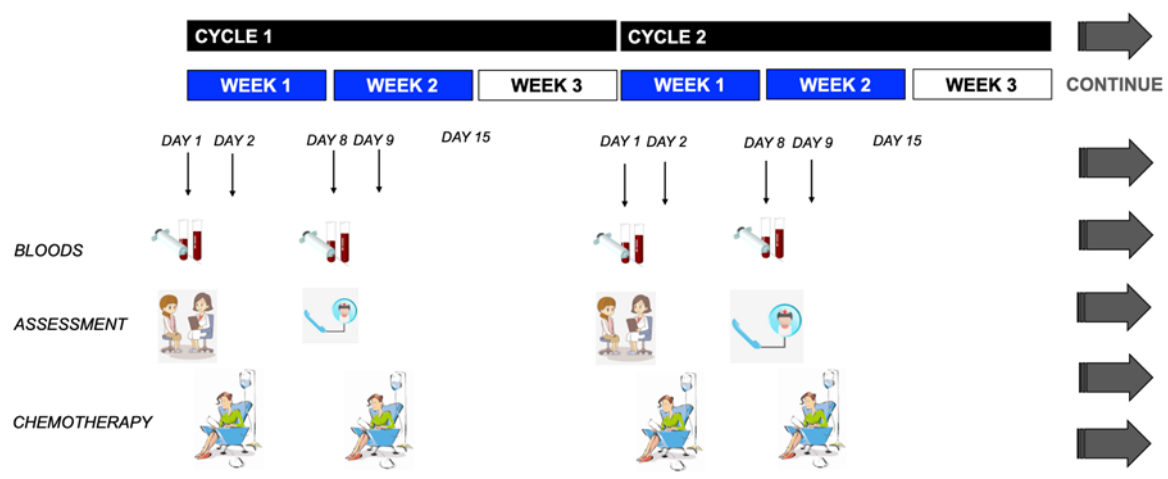 CYCLE 1 CYCLE 2
WEEK 1 WEEK 2 WEEK 3 WEEK 1 WEEK 2 WEEK 3 CONTINUE
DAY 1 DAY 2 DAY 8 DAY 9 DAY 15 DAY 1 DAY 2 DAY 8 DAY 9 DAY 15
BLOODS
ASSESSMENT
CHEMOTHERAPY